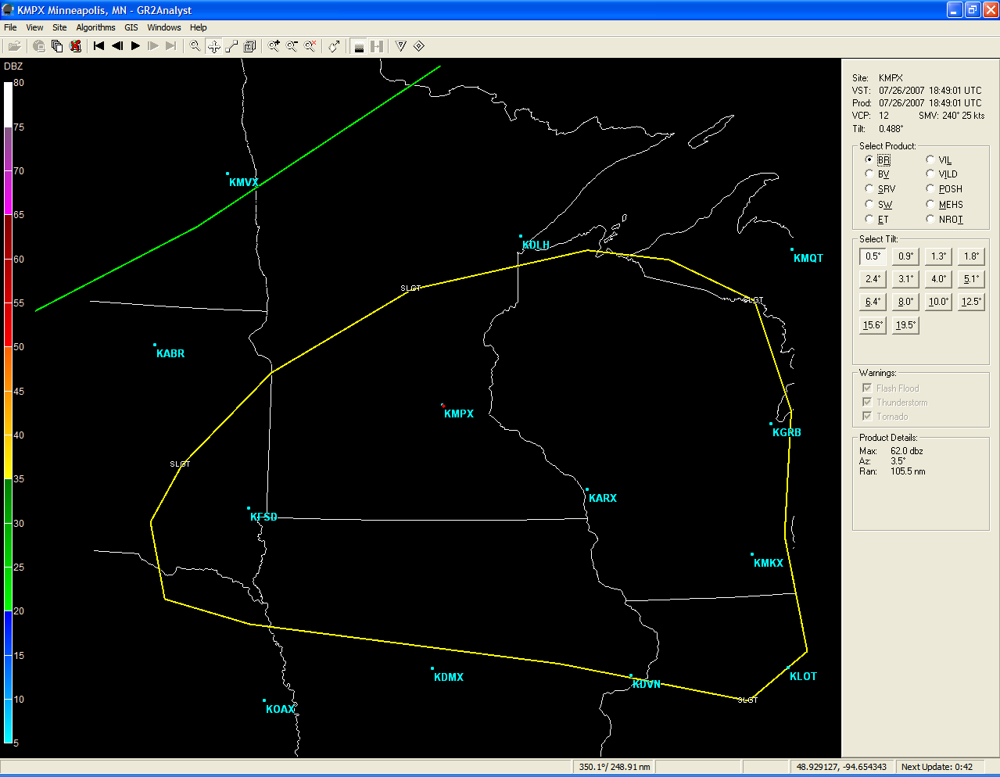 KMPX Minneapolis, MN - GR2Analyst
File View Site Algorithms GIS Windows Help
DBZ
80
75
70
65
60
55
50
45
40
35
30
25
20
15
10
5
KMVX
KDLH
KMQT
SLGT
SLGT
KABR
KMPX
KGRB
SLGT
KARX
KFSD
KMKX
KLOT
KDMX
KDVN
SLGT
KOAX
Site: KMPX
VST: 07/26/2007 18:49:01 UTC
Prod: 07/26/2007 18:49:01 UTC
VCP: 12 SMV: 240° 25 kts
Tilt: 0.488°
Select Product:
BR VIL
BV VILD
SRV POSH
SW MEHS
ET NROT
Select Tilt:
0.5° 0.9° 1.3° 1.8°
2.4° 3.1° 4.0° 5.1°
6.4° 8.0° 10.0° 12.5°
15.6° 19.5°
Warnings:
Flash Flood
Thunderstorm
Tornado
Product Details:
Max: 62.0 dbz
Az: 3.5°
Ran: 105.5 nm
350.1°/ 248.91 nm 48.929127, -94.654343 Next Update: 0:42